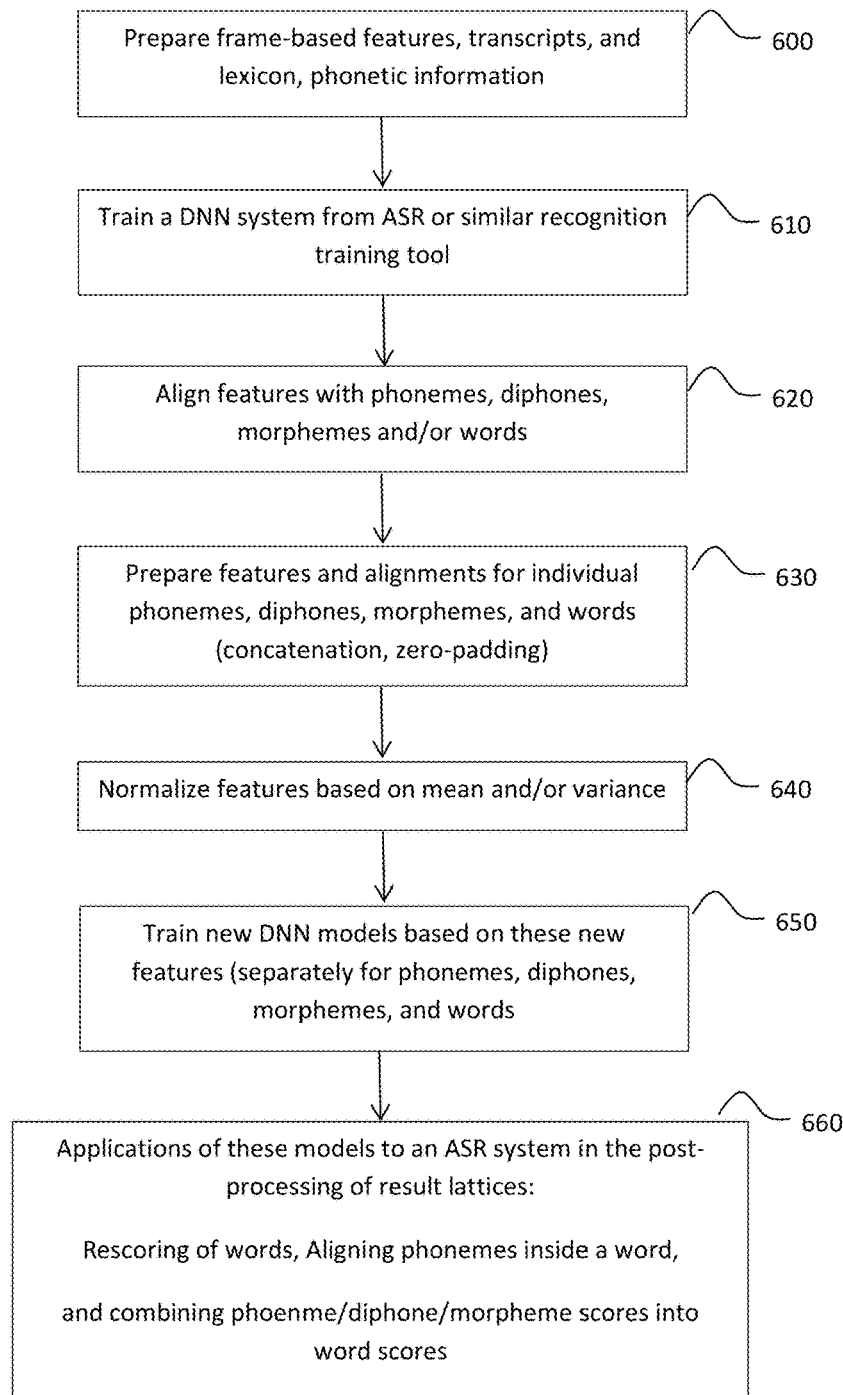 Prepare frame-based features, transcripts, and
lexicon, phonetic information
600
Train a DNN system from ASR or similar recognition
training tool
610
Align features with phonemes, diphones,
morphemes and/or words
620
Prepare features and alignments for individual
phonemes, diphones, morphemes, and words
(concatenation, zero-padding)
630
Normalize features based on mean and/or variance
640
Train new DNN models based on these new
features (separately for phonemes, diphones,
morphemes, and words
650
Applications of these models to an ASR system in the post-
processing of result lattices:
Rescoring of words, Aligning phonemes inside a word,
and combining phoenme/diphone/morpheme scores into
word scores
660